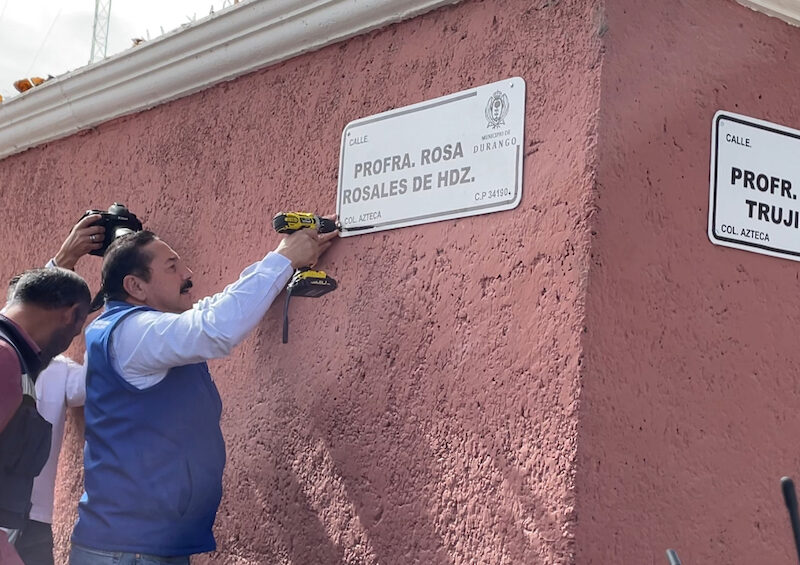 CALLE.
MUNICIPIO DE
DURANGO
PROFRA. ROSA
ROSALES DE HDZ.
C.P 34190.
COL. AZTECA
CALLE.
PROFR.
TRUJI
COL. AZTECA